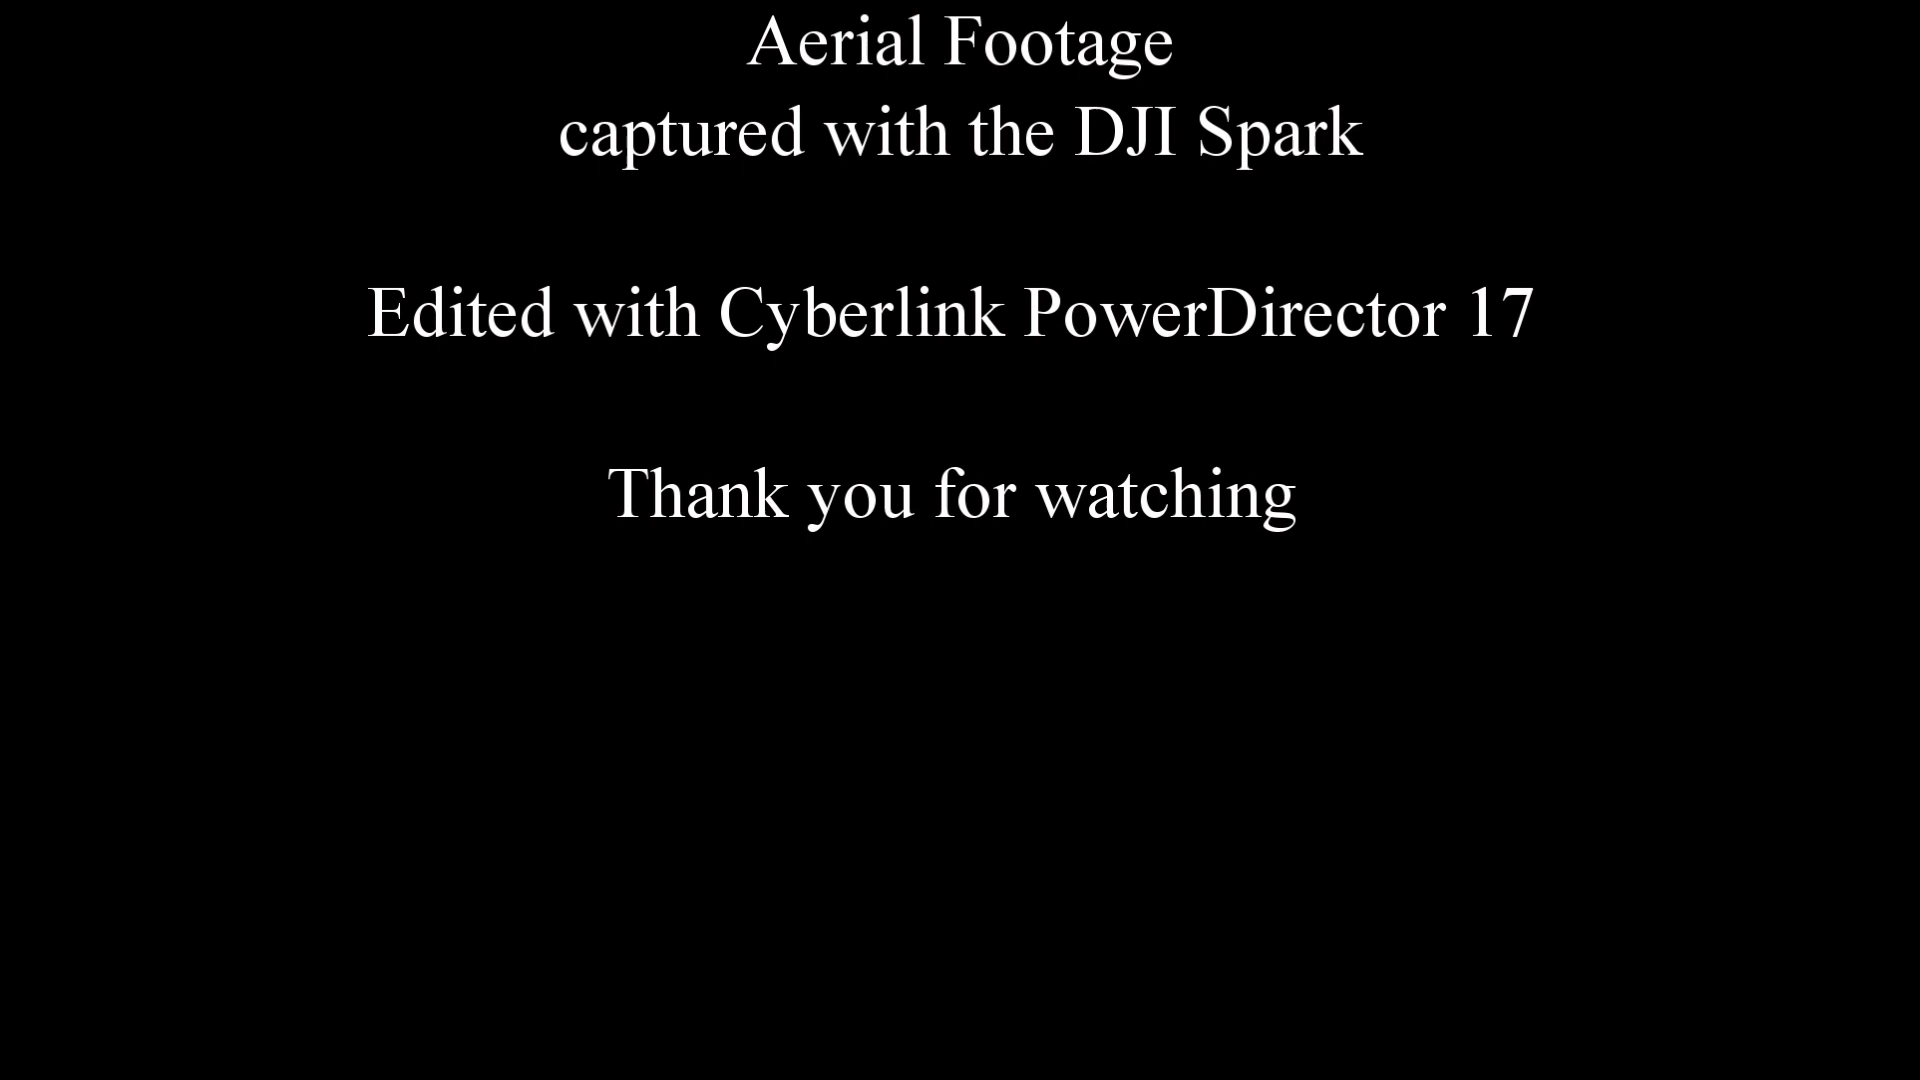 Aerial Footage
captured with the DJI Spark
Edited with Cyberlink PowerDirector 17
Thank you for watching